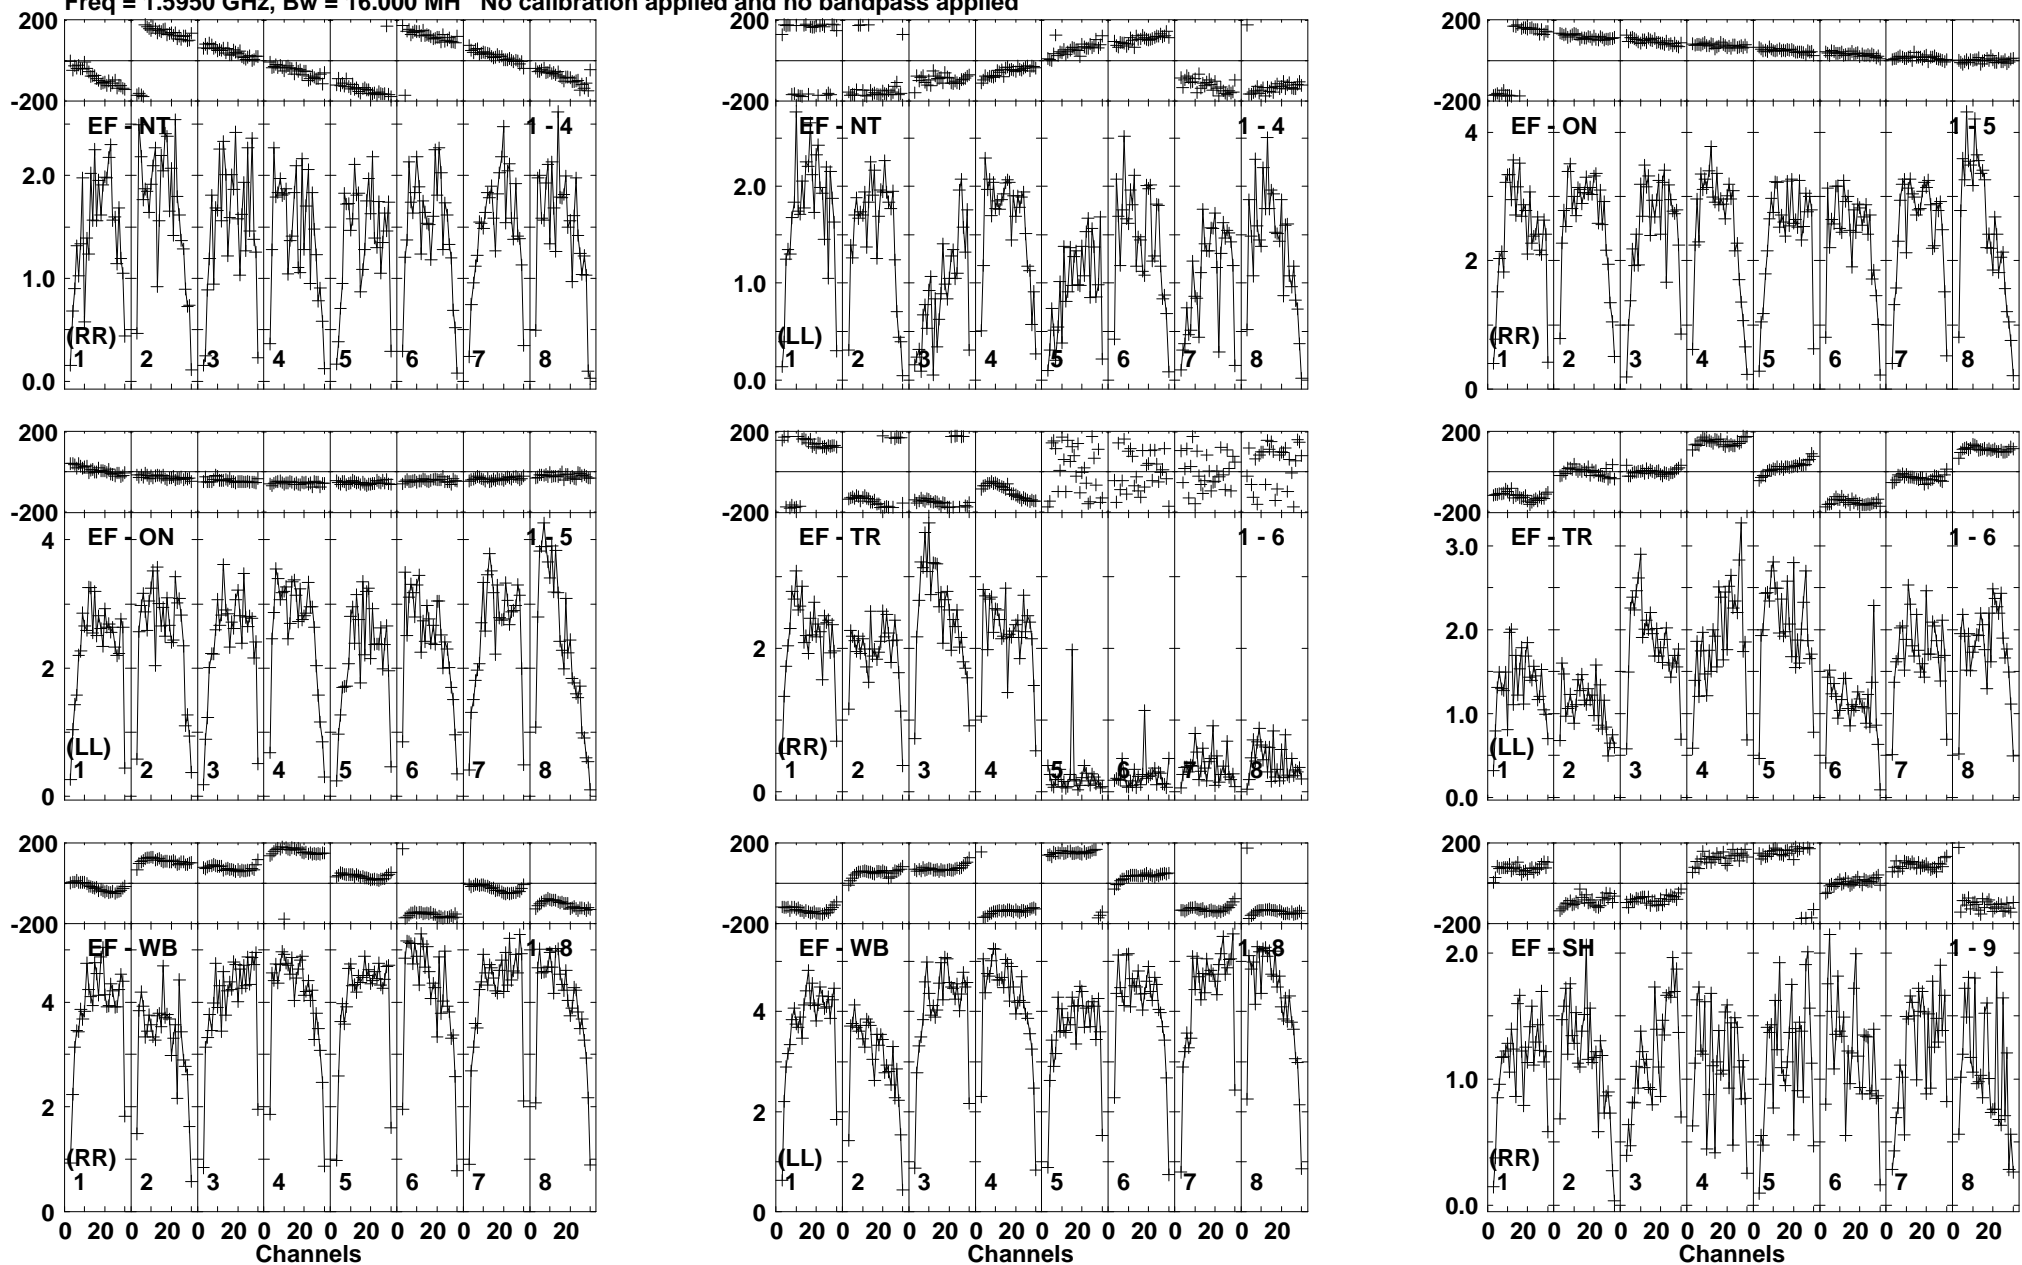 Freq = 1.5950 GHz, Bw = 16.000 MH No calibration applied and no bandpass applied
200 200 200
-200 -200 -200
EF - NT 1 - 4 EF - NT 1 - 4 EF - ON 1 - 5
4
2.0 2.0
2
1.0 1.0
(RR) (LL) (RR)
1 2 3 4 5 6 7 8 1 2 3 4 5 6 7 8 1 2 3 4 5 6 7 8
0.0 0.0 0
200 200 200
-200 -200 -200
EF - ON 1 - 5 EF - TR 1 - 6 EF - TR 1 - 6
4 3.0
2 2 2.0
1.0
(LL) (RR) (LL)
1 2 3 4 5 6 7 8 1 2 3 4 5 6 7 8 1 2 3 4 5 6 7 8
0 0 0.0
200 200 200
-200 -200 -200
EF - WB 1 - 8 EF - WB 1 - 8 EF - SH 1 - 9
2.0
4 4
1.0
2 2
(RR) (LL) (RR)
1 2 3 4 5 6 7 8 1 2 3 4 5 6 7 8 1 2 3 4 5 6 7 8
0 0 0.0
0 20 0 20 0 20 0 20 0 20 0 20 0 20 0 20 0 20 0 20 0 20 0 20 0 20 0 20 0 20 0 20 0 20 0 20 0 20 0 20 0 20 0 20 0 20 0 20
Channels Channels Channels